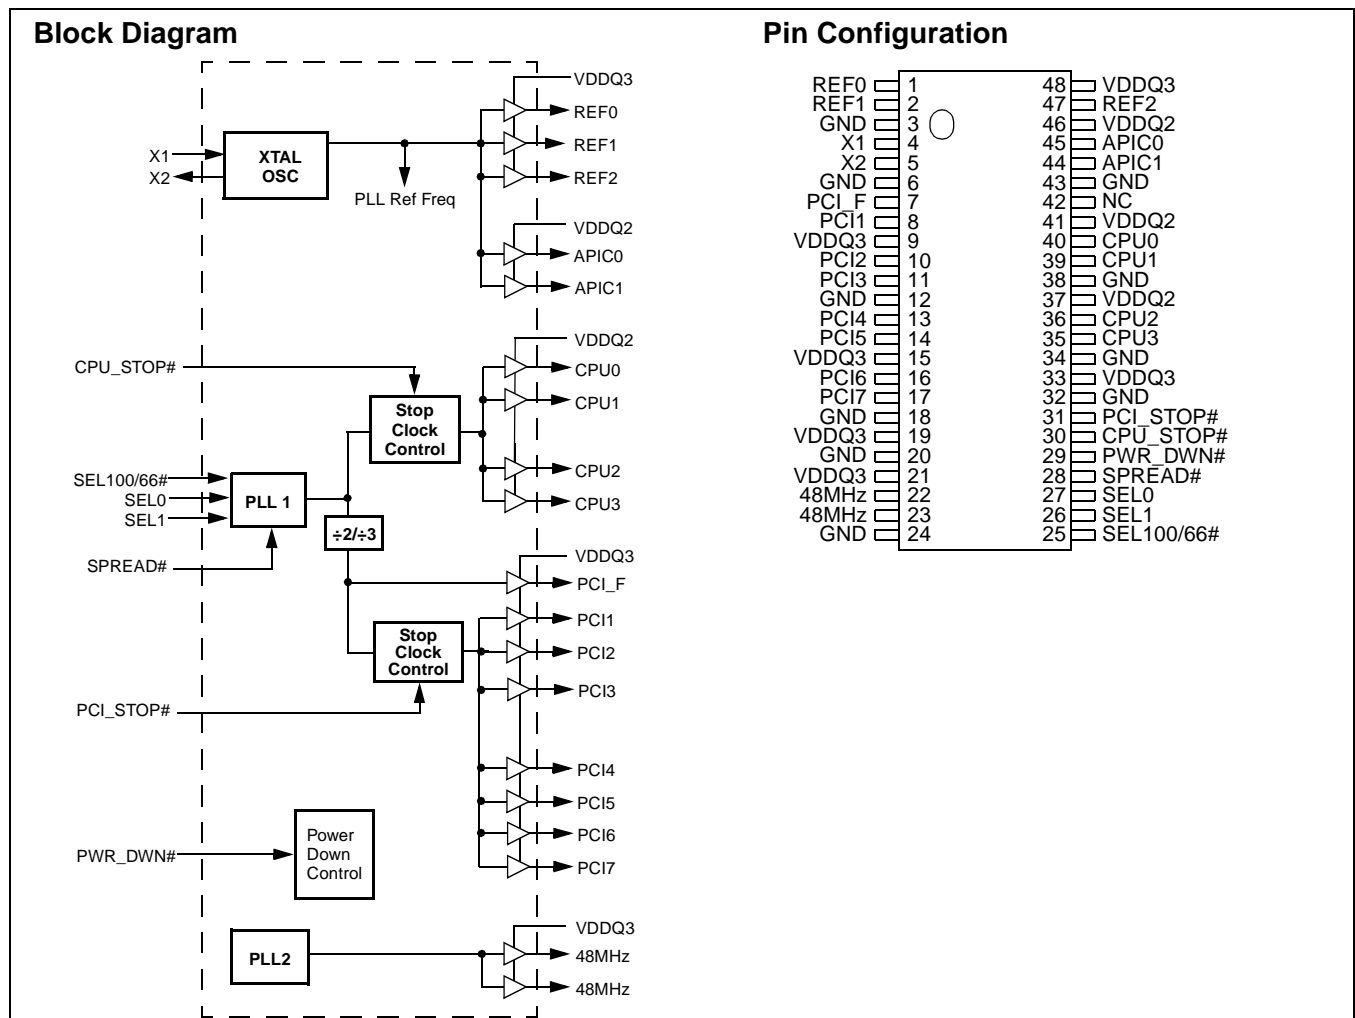 Block Diagram
VDDQ3
REF0
REF1
REF2
X1
X2
XTAL
OSC
PLL Ref Freq
VDDQ2
APIC0
APIC1
VDDQ2
CPU_STOP#
CPU0
CPU1
Stop
Clock
Control
CPU2
CPU3
SEL100/66#
SEL0
SEL1
PLL 1
÷2/÷3
SPREAD#
VDDQ3
PCI_F
PCI1
Stop
Clock
Control
PCI2
PCI3
PCI_STOP#
PCI4
PCI5
PCI6
PCI7
PWR_DWN#
Power
Down
Control
VDDQ3
PLL2
48MHz
48MHz
Pin Configuration
REF0 1 48 VDDQ3
REF1 2 47 REF2
GND 3 46 VDDQ2
X1 4 45 APIC0
X2 5 44 APIC1
GND 6 43 GND
PCI_F 7 42 NC
PCI1 8 41 VDDQ2
VDDQ3 9 40 CPU0
PCI2 10 39 CPU1
PCI3 11 38 GND
GND 12 37 VDDQ2
PCI4 13 36 CPU2
PCI5 14 35 CPU3
VDDQ3 15 34 GND
PCI6 16 33 VDDQ3
PCI7 17 32 GND
GND 18 31 PCI_STOP#
VDDQ3 19 30 CPU_STOP#
GND 20 29 PWR_DWN#
VDDQ3 21 28 SPREAD#
48MHz 22 27 SEL0
48MHz 23 26 SEL1
GND 24 25 SEL100/66#